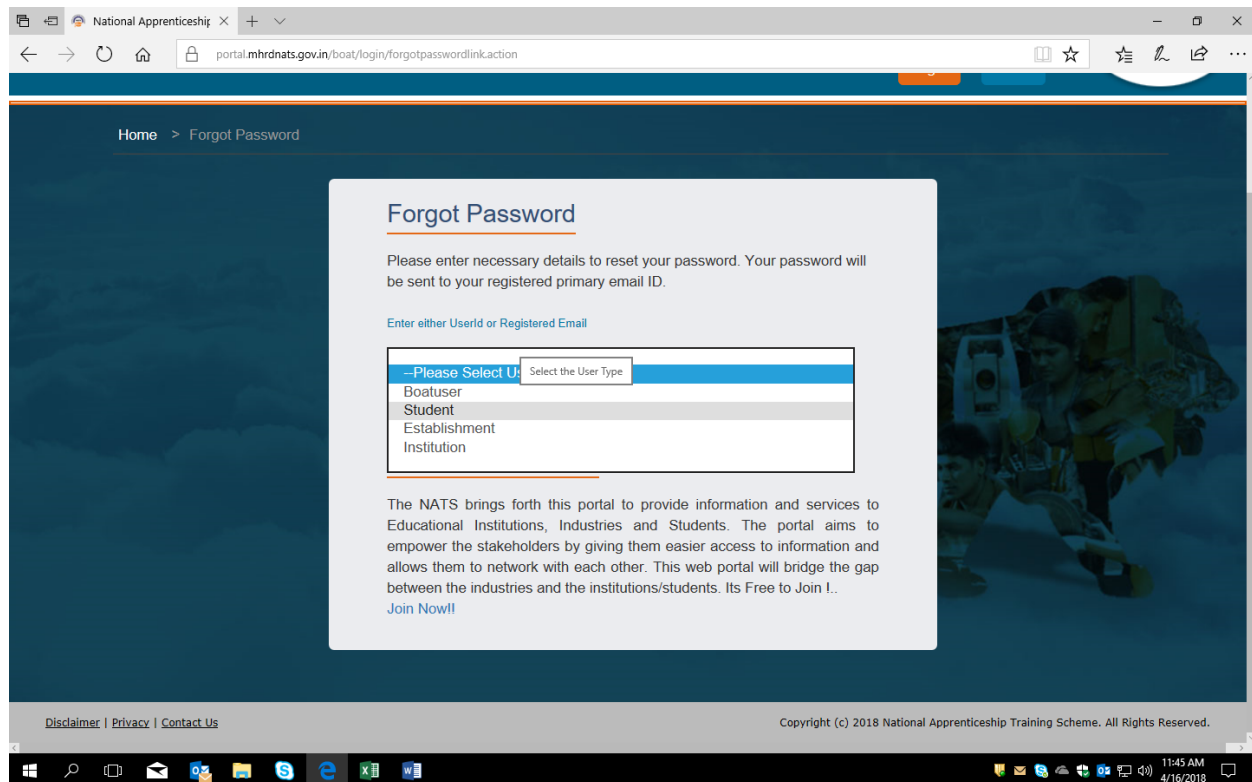 National Apprenticeship
portal.mhrdnats.gov.in/boat/login/forgotpasswordlink.action
Home > Forgot Password
Forgot Password
Please enter necessary details to reset your password. Your password will
be sent to your registered primary email ID.
Enter either UserId or Registered Email
--Please Select Us
Select the User Type
Boatuser
Student
Establishment
Institution
The NATS brings forth this portal to provide information and services to
Educational Institutions, Industries and Students. The portal aims to
empower the stakeholders by giving them easier access to information and
allows them to network with each other. This web portal will bridge the gap
between the industries and the institutions/students. Its Free to Join !..
Join Now!!
Disclaimer | Privacy | Contact Us
Copyright (c) 2018 National Apprenticeship Training Scheme. All Rights Reserved.
11:45 AM
4/16/2018